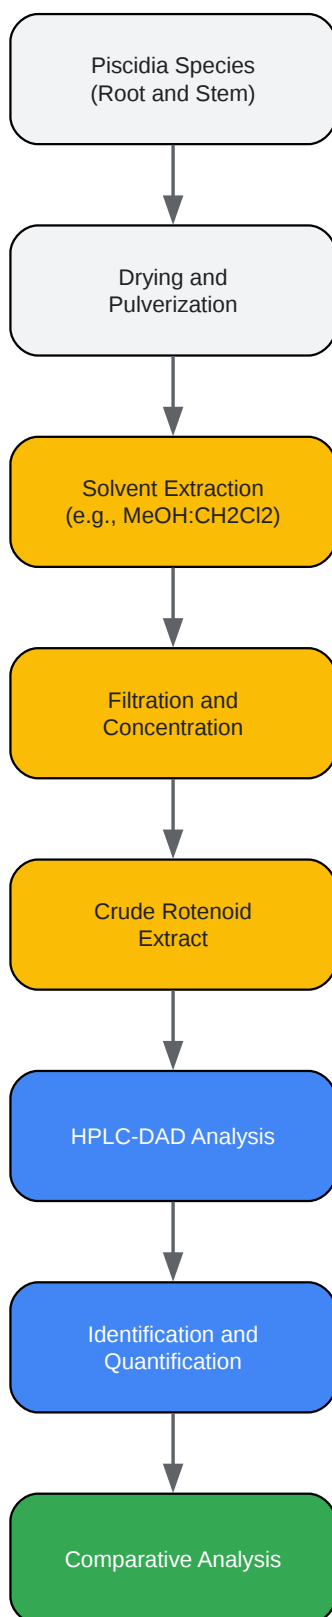 Piscidia Species
(Root and Stem)
Drying and
Pulverization
Solvent Extraction
(e.g., MeOH:CH2Cl2)
Filtration and
Concentration
Crude Rotenoid
Extract
HPLC-DAD Analysis
Identification and
Quantification
Comparative Analysis